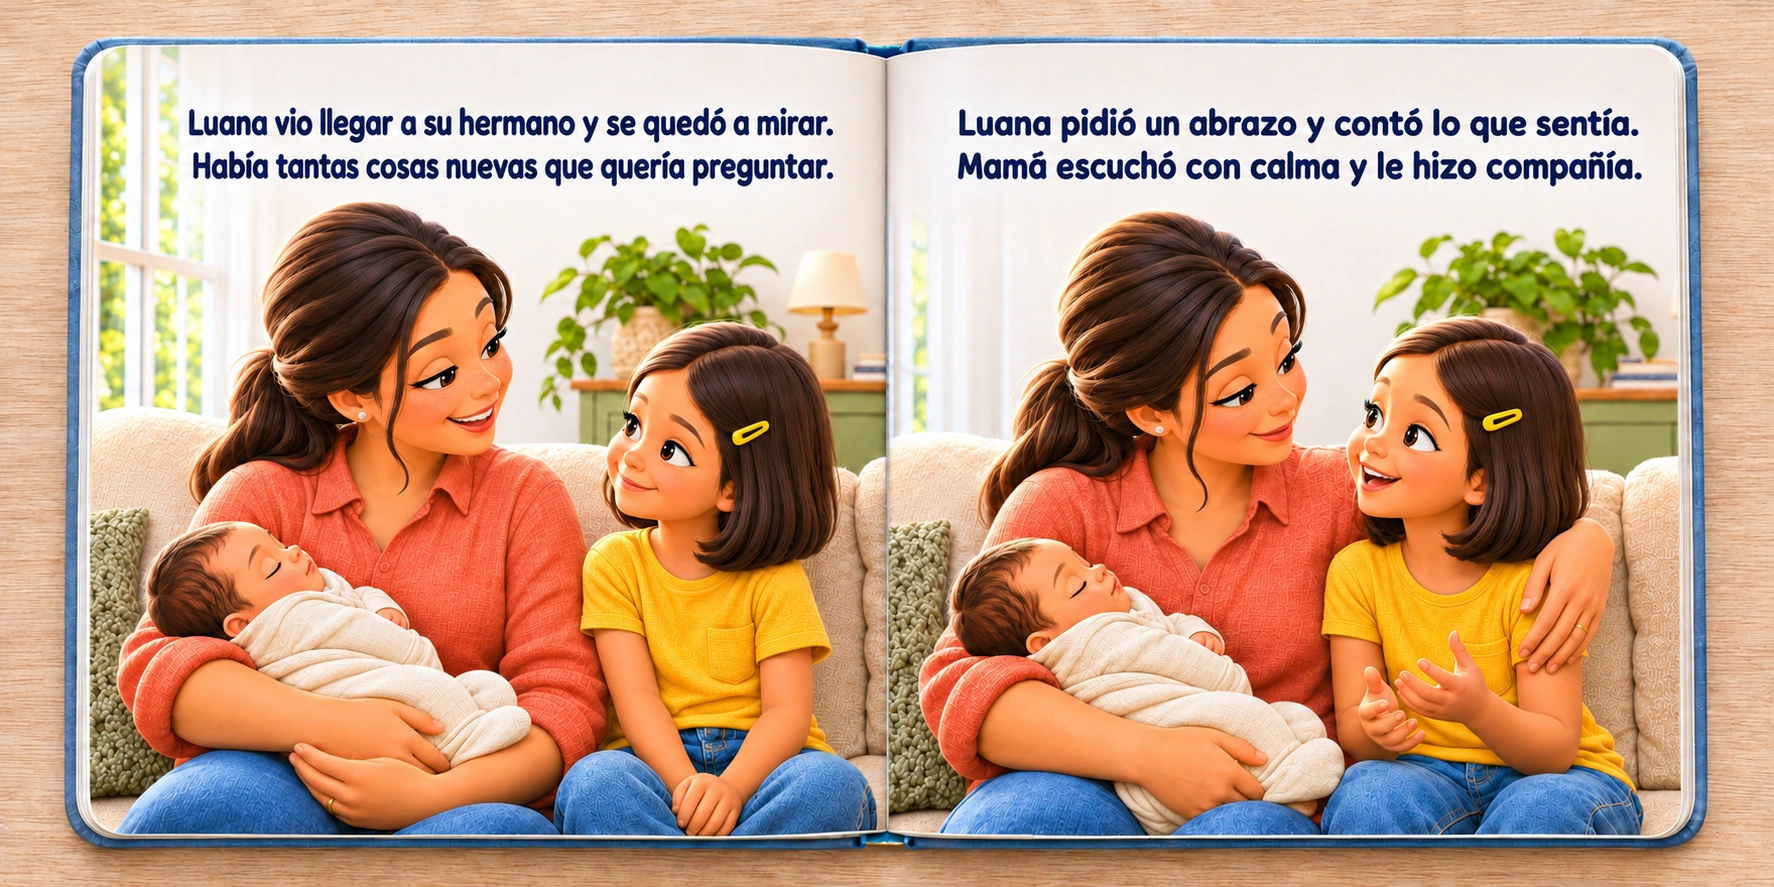 Luana vio llegar a su hermano y se quedó a mirar.
Había tantas cosas nuevas que quería preguntar.
Luana pidió un abrazo y contó lo que sentía.
Mamá escuchó con calma y le hizo compañía.